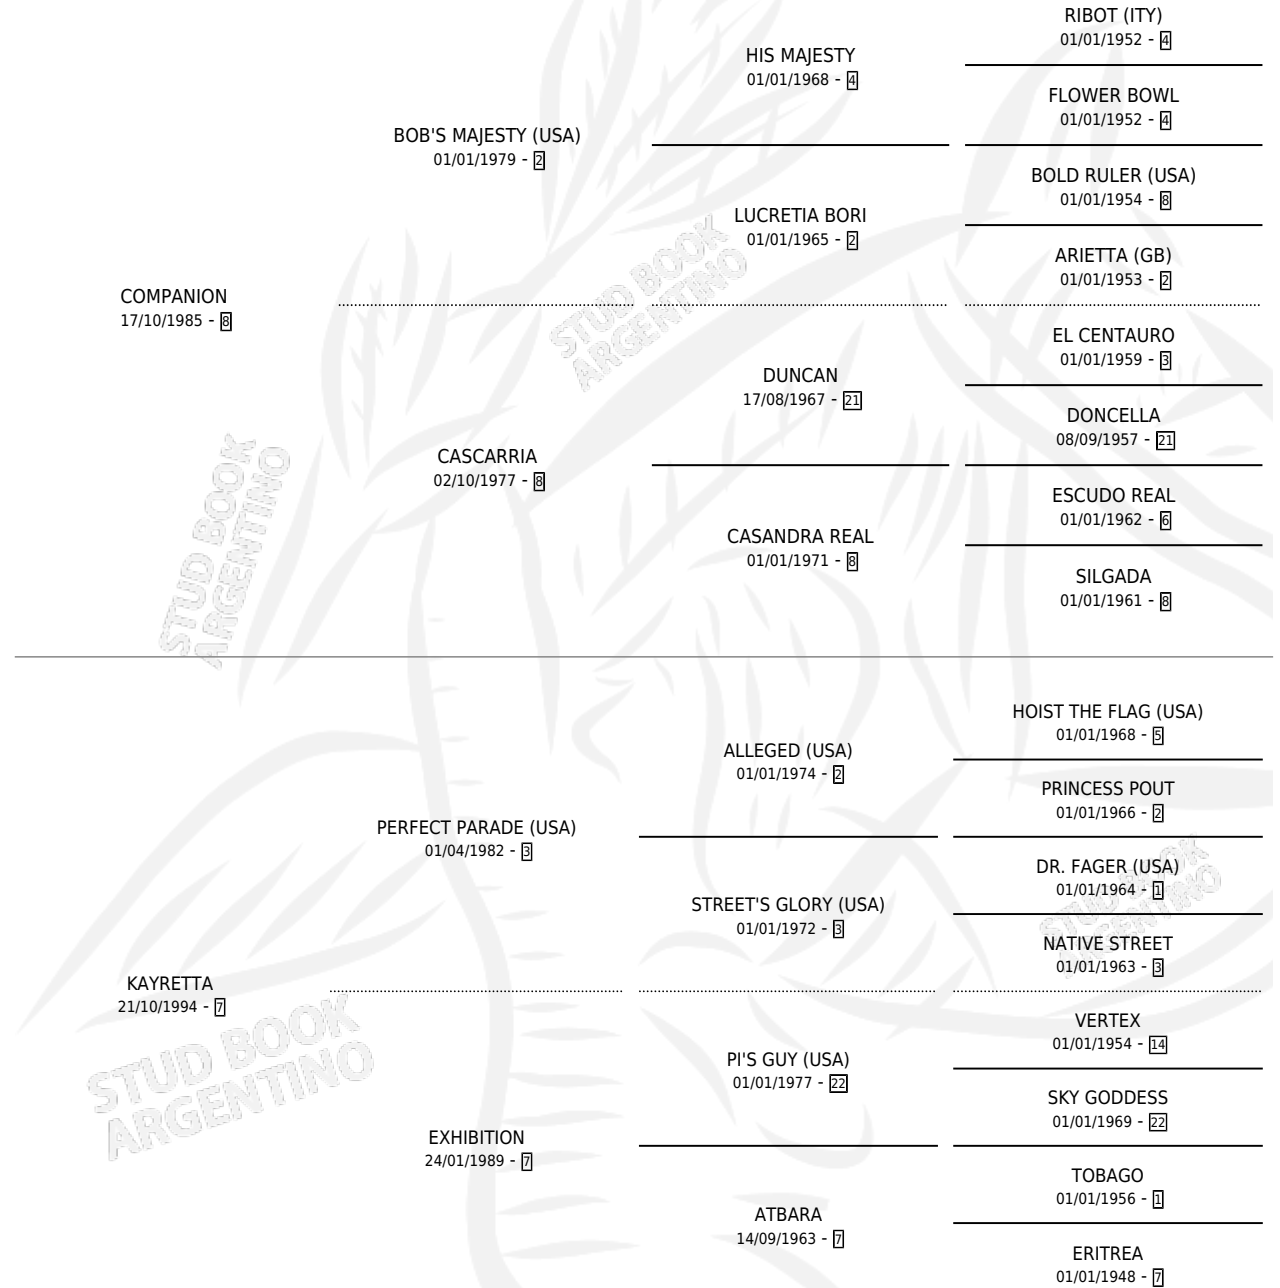 RIBOT (ITY)
01/01/1952 - 4
HIS MAJESTY
01/01/1968 - 4
FLOWER BOWL
01/01/1952 - 4
BOB'S MAJESTY (USA)
01/01/1979 - 2
BOLD RULER (USA)
01/01/1954 - 8
LUCRETIA BORI
01/01/1965 - 2
ARIETTA (GB)
01/01/1953 - 2
COMPANION
17/10/1985 - 8
EL CENTAURO
01/01/1959 - 3
DUNCAN
17/08/1967 - 21
DONCELLA
08/09/1957 - 21
CASCARRIA
02/10/1977 - 8
ESCUDO REAL
01/01/1962 - 6
CASANDRA REAL
01/01/1971 - 8
SILGADA
01/01/1961 - 8
STUD BOOK
ARGENTINO
STUD BOOK
ARGENTINO
HOIST THE FLAG (USA)
01/01/1968 - 5
ALLEGED (USA)
01/01/1974 - 2
PRINCESS POUT
01/01/1966 - 2
PERFECT PARADE (USA)
01/04/1982 - 3
DR. FAGER (USA)
01/01/1964 - 1
STREET'S GLORY (USA)
01/01/1972 - 3
NATIVE STREET
01/01/1963 - 3
STUD BOOK
ARGENTINO
KAYRETTA
21/10/1994 - 7
VERTEX
01/01/1954 - 14
PI'S GUY (USA)
01/01/1977 - 22
SKY GODDESS
01/01/1969 - 22
STUD BOOK
ARGENTINO
EXHIBITION
24/01/1989 - 7
TOBAGO
01/01/1956 - 1
ATBARA
14/09/1963 - 7
ERITREA
01/01/1948 - 7